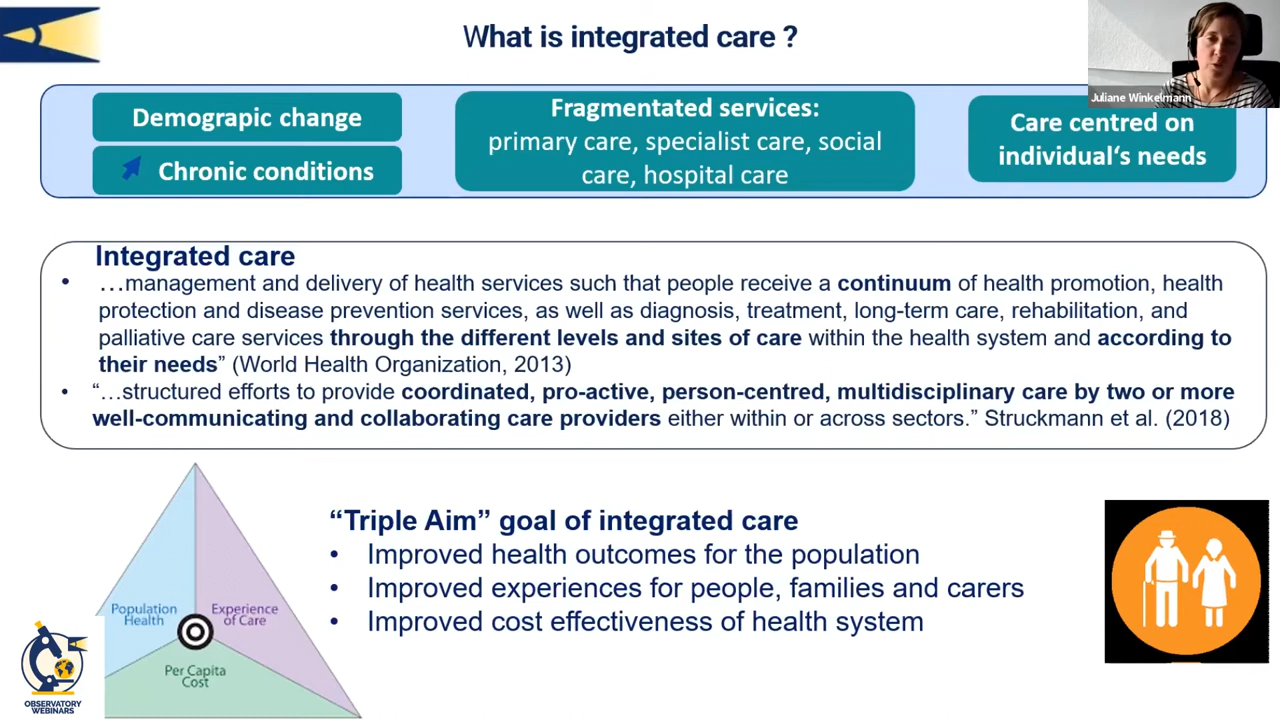 What is integrated care ?
Juliane Winkelmann
Demograpic change
Chronic conditions
Fragmentated services:
primary care, specialist care, social
care, hospital care
Care centred on
individual‘s needs
Integrated care
• …management and delivery of health services such that people receive a continuum of health promotion, health
protection and disease prevention services, as well as diagnosis, treatment, long-term care, rehabilitation, and
palliative care services through the different levels and sites of care within the health system and according to
their needs” (World Health Organization, 2013)
• “…structured efforts to provide coordinated, pro-active, person-centred, multidisciplinary care by two or more
well-communicating and collaborating care providers either within or across sectors.” Struckmann et al. (2018)
“Triple Aim” goal of integrated care
• Improved health outcomes for the population
• Improved experiences for people, families and carers
• Improved cost effectiveness of health system
Population
Health
Experience
of Care
Per Capita
Cost
OBSERVATORY
WEBINARS